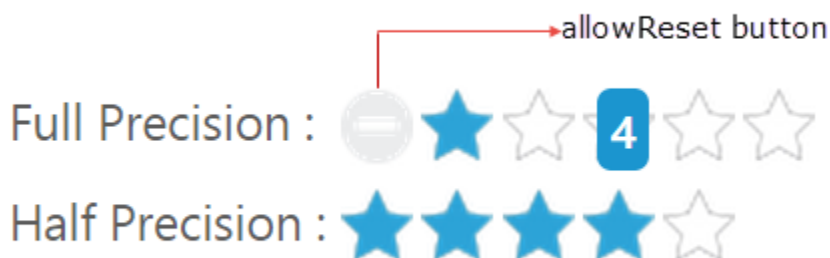 allowReset button
Full Precision : 4
Half Precision :